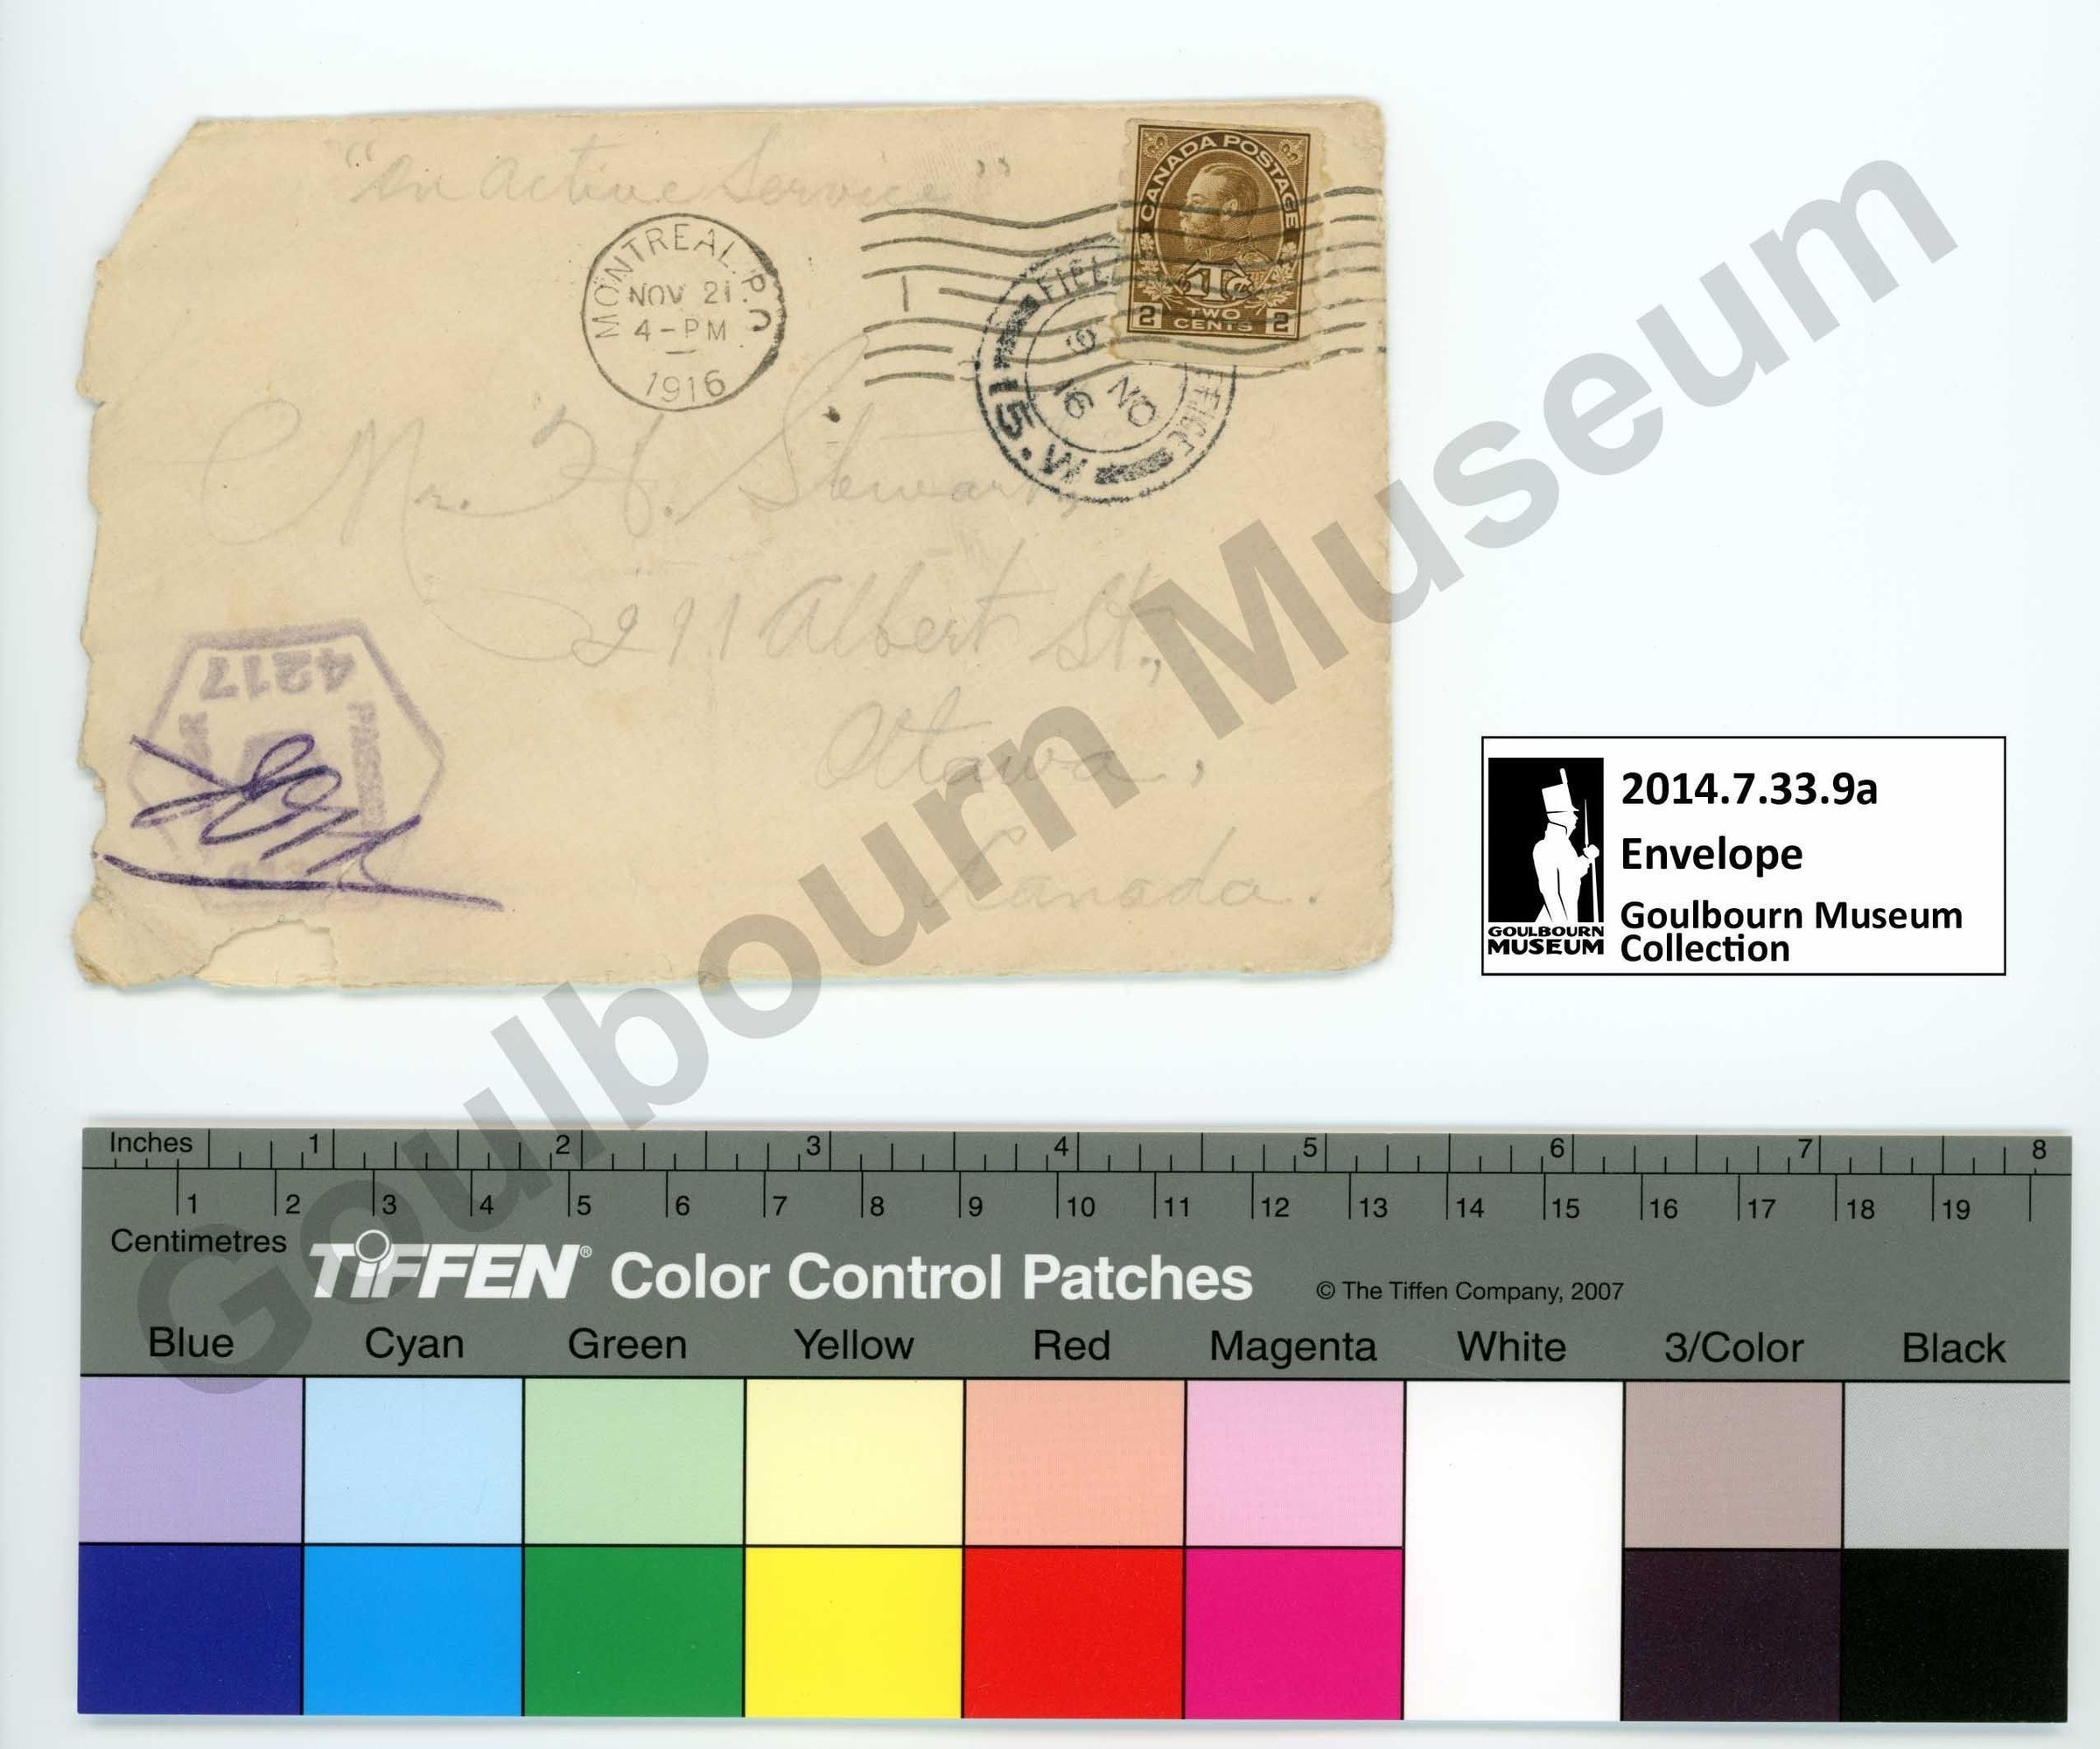 "On Active Service"
MONTREAL. P.Q.
NOV 21.
4-PM
1916
CANADA POSTAGE
1Tc
2 TWO CENTS 2
FIELD
OFFICE
9
NO
16
15.W
Mr. H. Stewart,
291 Albert St.,
Ottawa,
Canada.
PASSED
4217
Goulbourn Museum
2014.7.33.9a
Envelope
Goulbourn Museum
Collection
GOULBOURN
MUSEUM
Inches 1 2 3 4 5 6 7 8
1 2 3 4 5 6 7 8 9 10 11 12 13 14 15 16 17 18 19
Centimetres
TIFFEN® Color Control Patches © The Tiffen Company, 2007
Blue Cyan Green Yellow Red Magenta White 3/Color Black